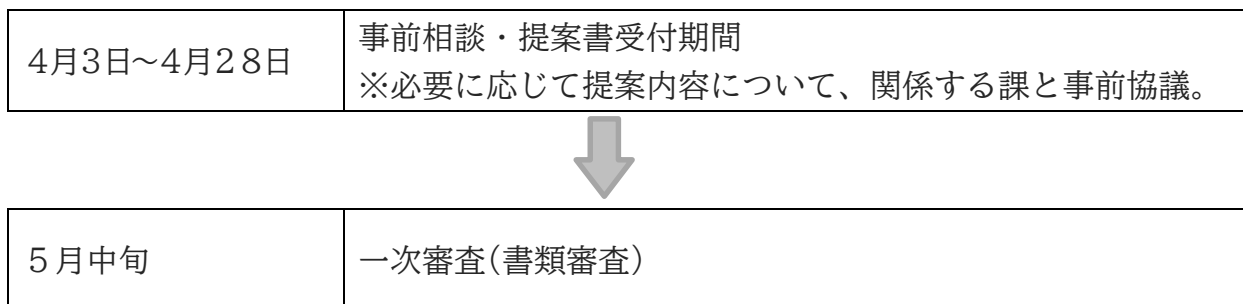 4月3日~4月28日
事前相談・提案書受付期間
※必要に応じて提案内容について、関係する課と事前協議。
5月中旬
一次審査(書類審査)